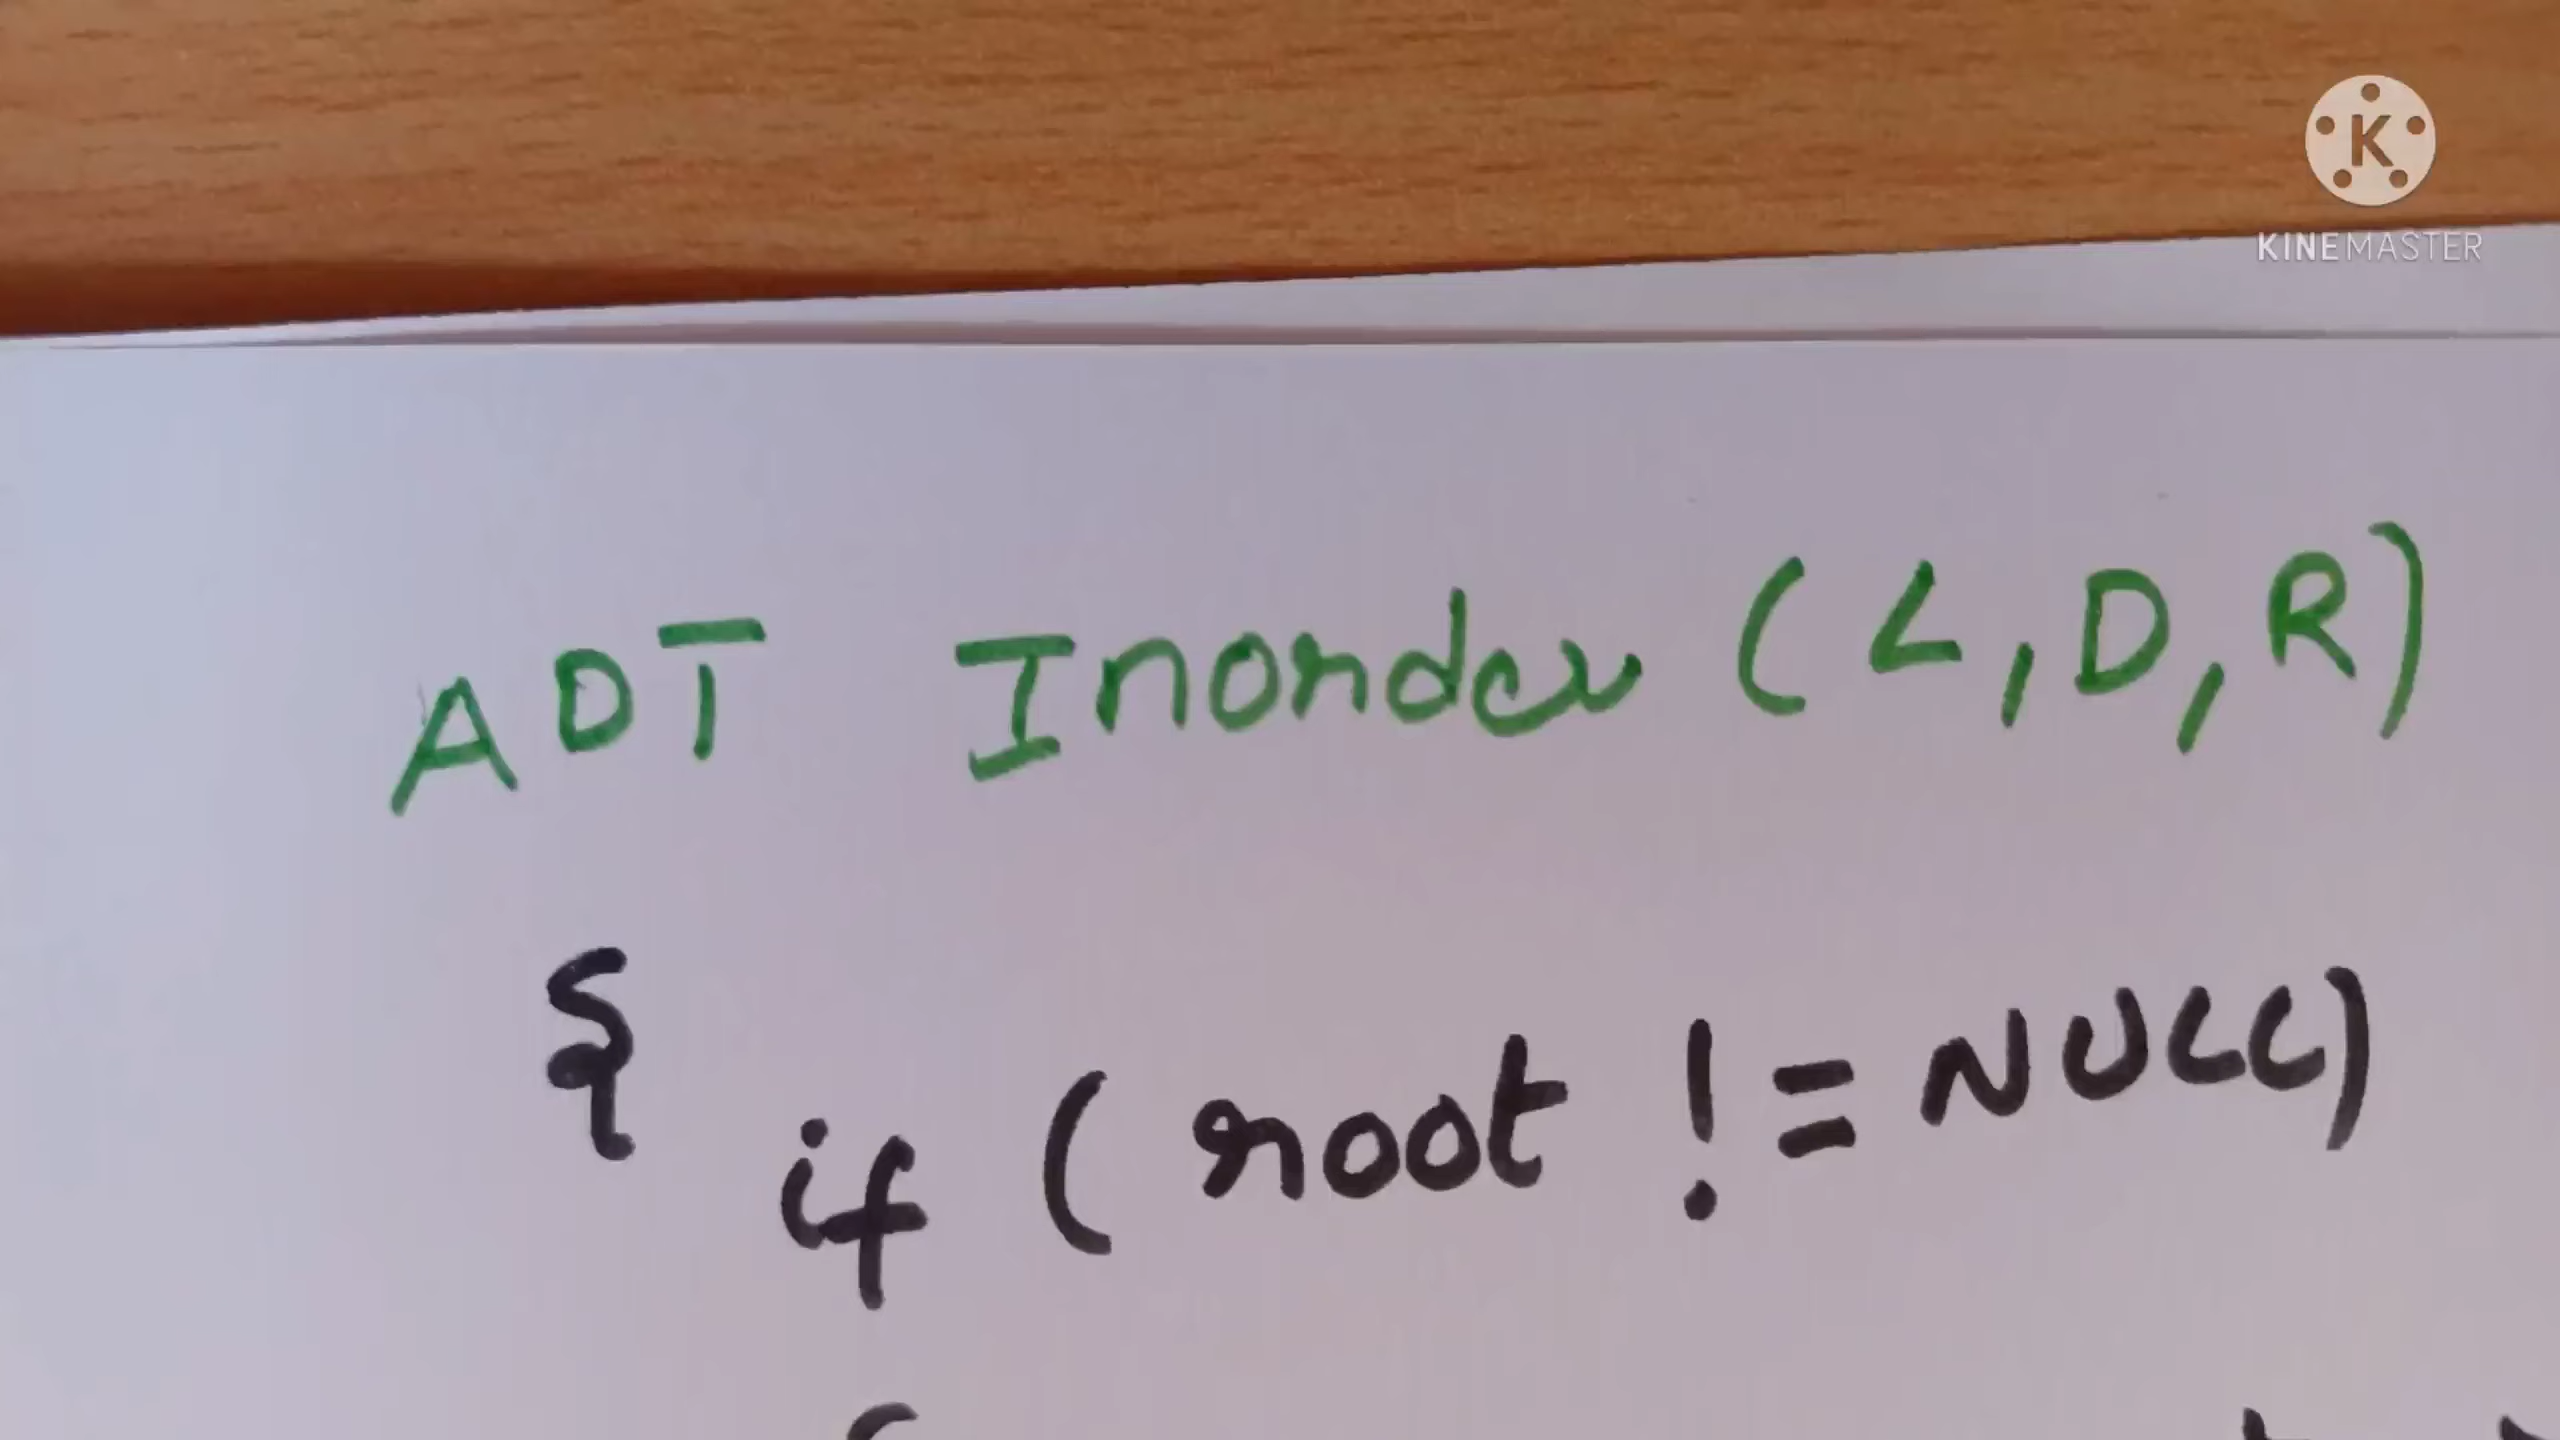 K
KINEMASTER
ADT Inorder (L, D, R)
{
if ( root != NULL)
{